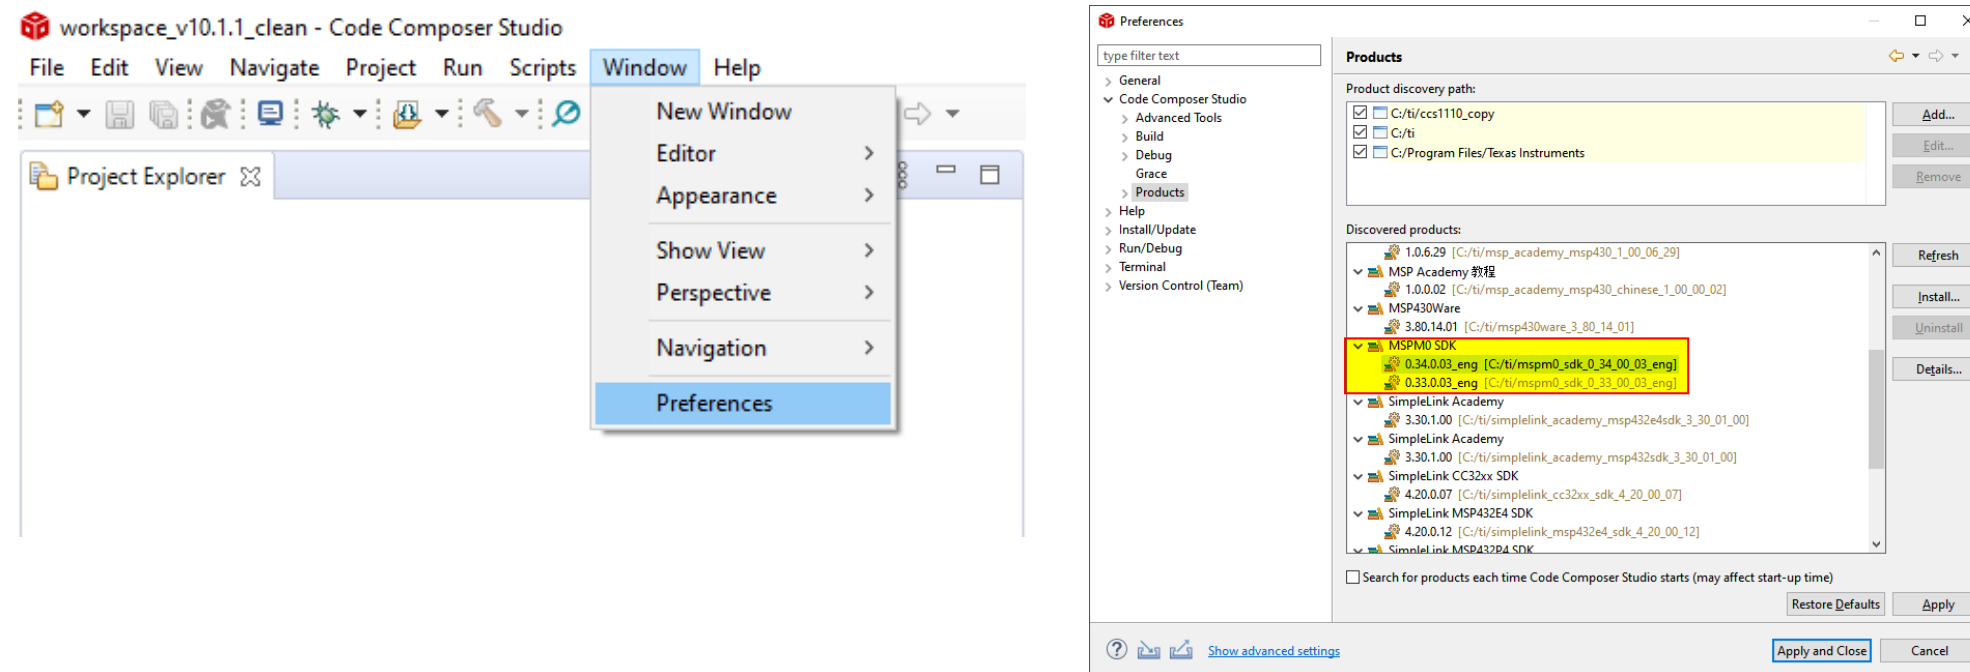 workspace_v10.1.1_clean - Code Composer Studio
File Edit View Navigate Project Run Scripts Window Help
New Window
Editor
Appearance
Show View
Perspective
Navigation
Preferences
Project Explorer
Preferences
type filter text
General
Code Composer Studio
Advanced Tools
Build
Debug
Grace
Products
Help
Install/Update
Run/Debug
Terminal
Version Control (Team)
Products
Product discovery path:
C:/ti/ccs1110_copy
C:/ti
C:/Program Files/Texas Instruments
Add...
Edit...
Remove
Discovered products:
1.0.6.29 [C:/ti/msp_academy_msp430_1_00_06_29]
MSP Academy 教程
1.0.0.02 [C:/ti/msp_academy_msp430_chinese_1_00_00_02]
MSP430Ware
3.80.14.01 [C:/ti/msp430ware_3_80_14_01]
MSPM0 SDK
0.34.0.03_eng [C:/ti/mspm0_sdk_0_34_00_03_eng]
0.33.0.03_eng [C:/ti/mspm0_sdk_0_33_00_03_eng]
SimpleLink Academy
3.30.1.00 [C:/ti/simplelink_academy_msp432e4sdk_3_30_01_00]
SimpleLink Academy
3.30.1.00 [C:/ti/simplelink_academy_msp432sdk_3_30_01_00]
SimpleLink CC32xx SDK
4.20.0.07 [C:/ti/simplelink_cc32xx_sdk_4_20_00_07]
SimpleLink MSP432E4 SDK
4.20.0.12 [C:/ti/simplelink_msp432e4_sdk_4_20_00_12]
SimpleLink MSP432P4 SDK
Refresh
Install...
Uninstall
Details...
Search for products each time Code Composer Studio starts (may affect start-up time)
Restore Defaults
Apply
Show advanced settings
Apply and Close
Cancel